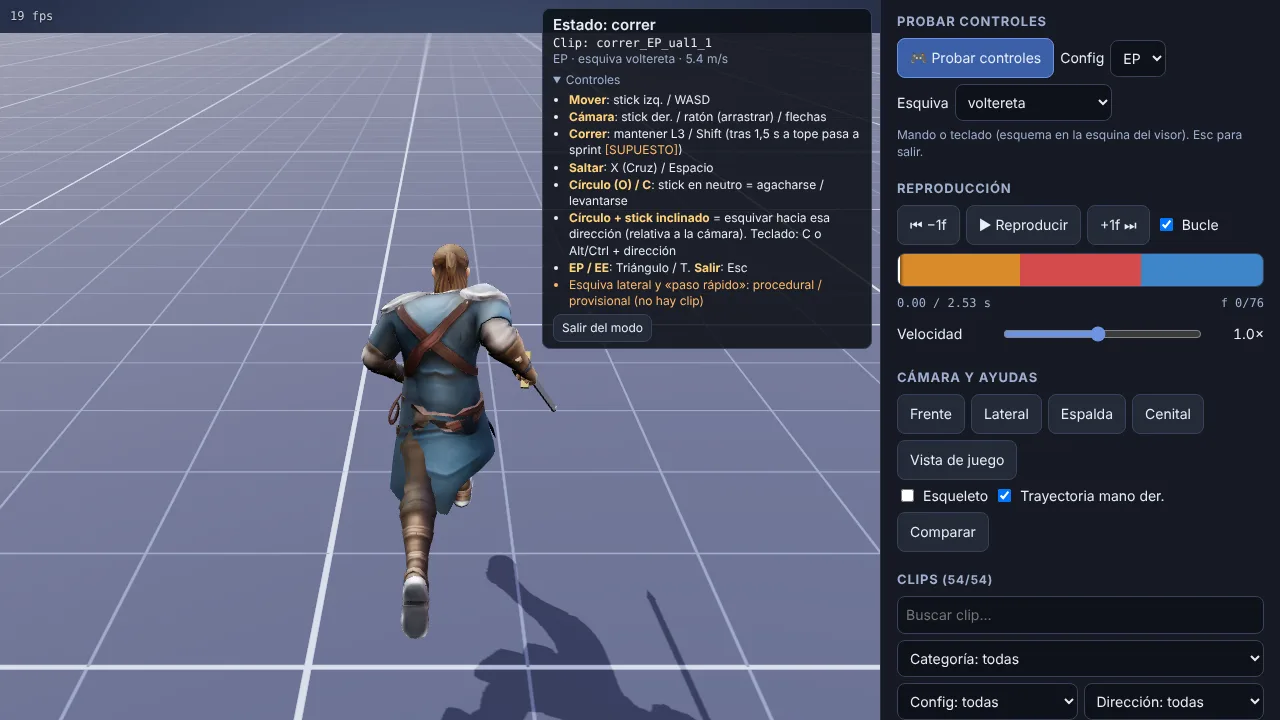 19 fps
Estado: correr
Clip: correr_EP_ual1_1
EP · esquiva voltereta · 5.4 m/s
▼ Controles
• Mover: stick izq. / WASD
• Cámara: stick der. / ratón (arrastrar) / flechas
• Correr: mantener L3 / Shift (tras 1,5 s a tope pasa a
sprint [SUPUESTO])
• Saltar: X (Cruz) / Espacio
• Círculo (O) / C: stick en neutro = agacharse /
levantarse
• Círculo + stick inclinado = esquivar hacia esa
dirección (relativa a la cámara). Teclado: C o
Alt/Ctrl + dirección
• EP / EE: Triángulo / T. Salir: Esc
• Esquiva lateral y «paso rápido»: procedural /
provisional (no hay clip)
Salir del modo
PROBAR CONTROLES
🎮 Probar controles Config EP
Esquiva voltereta
Mando o teclado (esquema en la esquina del visor). Esc para
salir.
REPRODUCCIÓN
⏮ −1f ▶ Reproducir +1f ⏭ Bucle
0.00 / 2.53 s f 0/76
Velocidad 1.0×
CÁMARA Y AYUDAS
Frente Lateral Espalda Cenital
Vista de juego
Esqueleto Trayectoria mano der.
Comparar
CLIPS (54/54)
Buscar clip...
Categoría: todas
Config: todas Dirección: todas